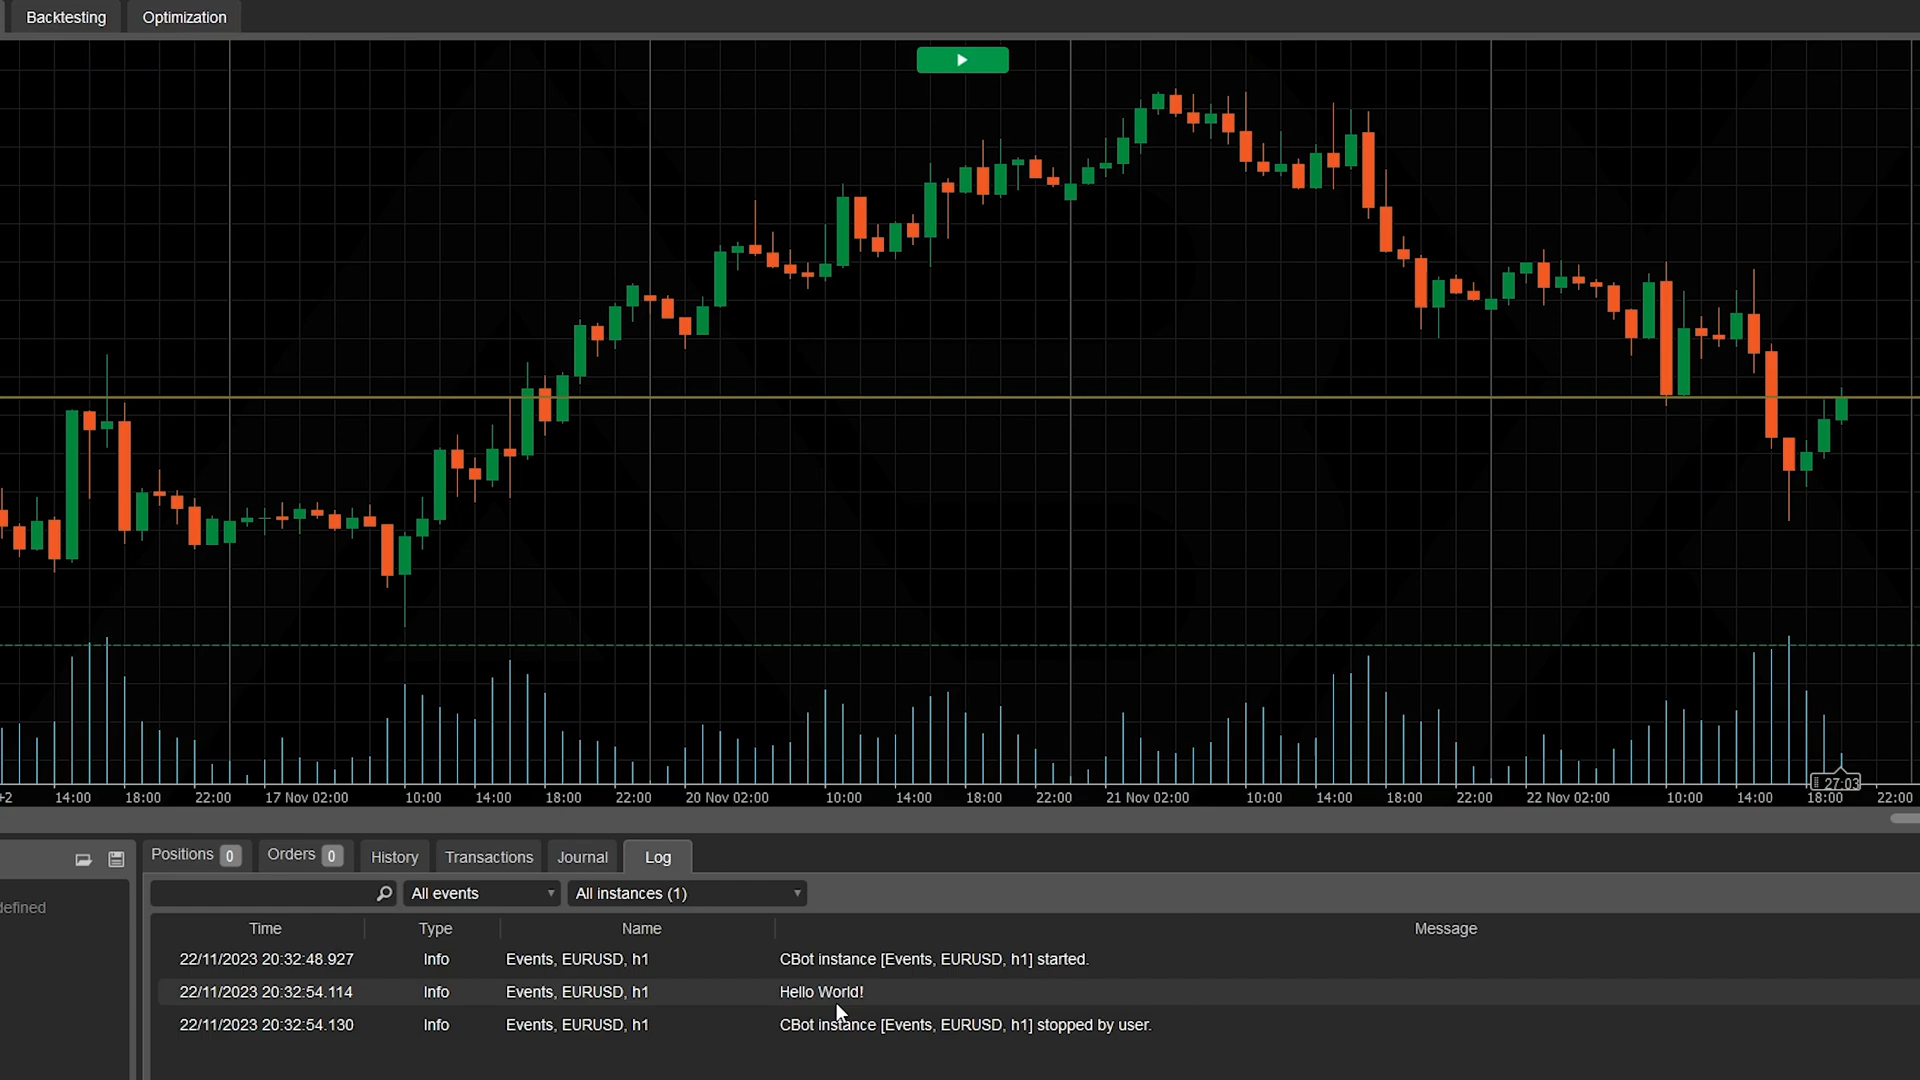 Backtesting Optimization
+2 14:00 18:00 22:00 17 Nov 02:00 10:00 14:00 18:00 22:00 20 Nov 02:00 10:00 14:00 18:00 22:00 21 Nov 02:00 10:00 14:00 18:00 22:00 22 Nov 02:00 10:00 14:00 18:00 22:00
27:03
Positions 0 Orders 0 History Transactions Journal Log
All events All instances (1)
efined
Time Type Name Message
22/11/2023 20:32:48.927 Info Events, EURUSD, h1 CBot instance [Events, EURUSD, h1] started.
22/11/2023 20:32:54.114 Info Events, EURUSD, h1 Hello World!
22/11/2023 20:32:54.130 Info Events, EURUSD, h1 CBot instance [Events, EURUSD, h1] stopped by user.